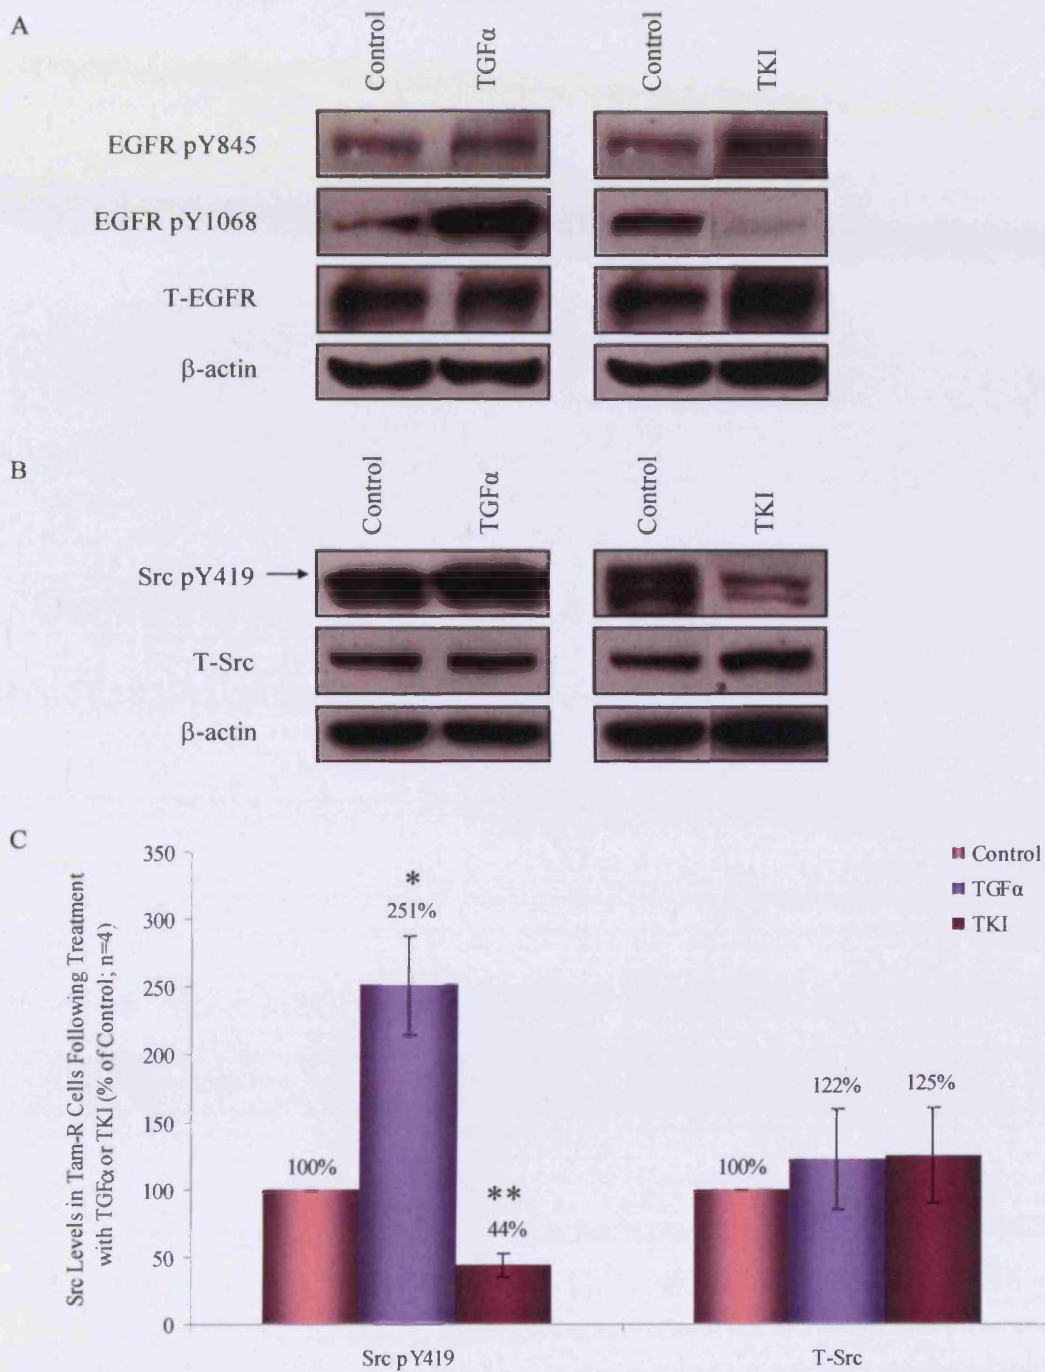 A
Control
TGFα
Control
TKI
EGFR pY845
EGFR pY1068
T-EGFR
β-actin
B
Control
TGFα
Control
TKI
Src pY419
T-Src
β-actin
C
Src Levels in Tam-R Cells Following Treatment
with TGFα or TKI (% of Control; n=4)
350
300
250
200
150
100
50
0
Control
TGFα
TKI
*
251%
100%
**
44%
100%
122%
125%
Src pY419
T-Src